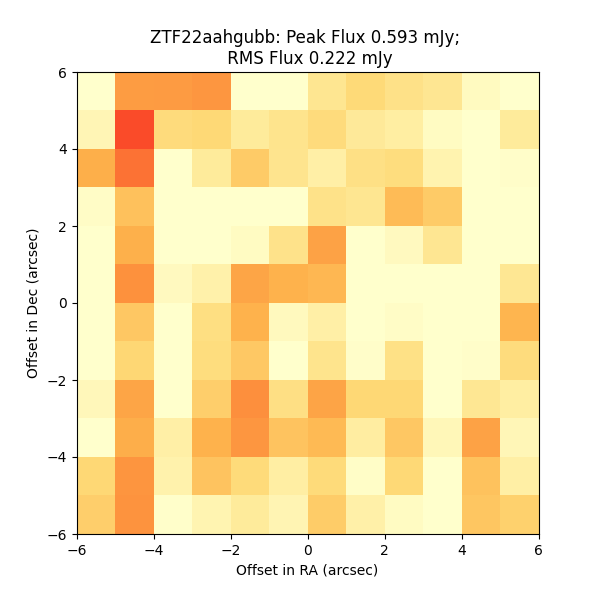 ZTF22aahgubb: Peak Flux 0.593 mJy;
RMS Flux 0.222 mJy
6
4
2
0
−2
−4
−6
Offset in Dec (arcsec)
−6 −4 −2 0 2 4 6
Offset in RA (arcsec)